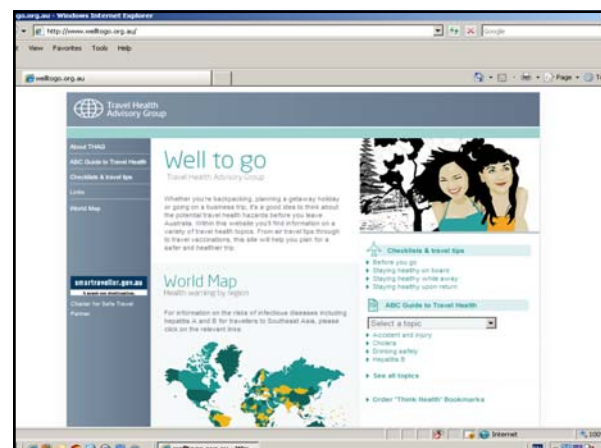 go.org.au - Windows Internet Explorer
http://www.welltogo.org.au/
Google
View Favorites Tools Help
welltogo.org.au
Page
Travel Health
Advisory Group
About THAG
ABC Guide to Travel Health
Checklists & travel tips
Links
World Map
smartraveller.gov.au
Charter for Safe Travel
Partner
Well to go
Travel Health Advisory Group
Whether you're backpacking, planning a getaway holiday
or going on a business trip, it's a good idea to think about
the potential travel health hazards before you leave
Australia. Within this website you'll find information on a
variety of travel health topics. From air travel tips through
to travel vaccinations, this site will help you plan for a
safer and healthier trip.
World Map
Health warning by region
For information on the risks of infectious diseases including
hepatitis A and B for travellers to Southeast Asia, please
click on the relevant link.
Checklists & travel tips
Before you go
Staying healthy on board
Staying healthy while away
Staying healthy upon return
ABC Guide to Travel Health
Select a topic
Accident and injury
Cholera
Drinking safely
Hepatitis B
See all topics
Order 'Think Health' Bookmarks
Internet
100